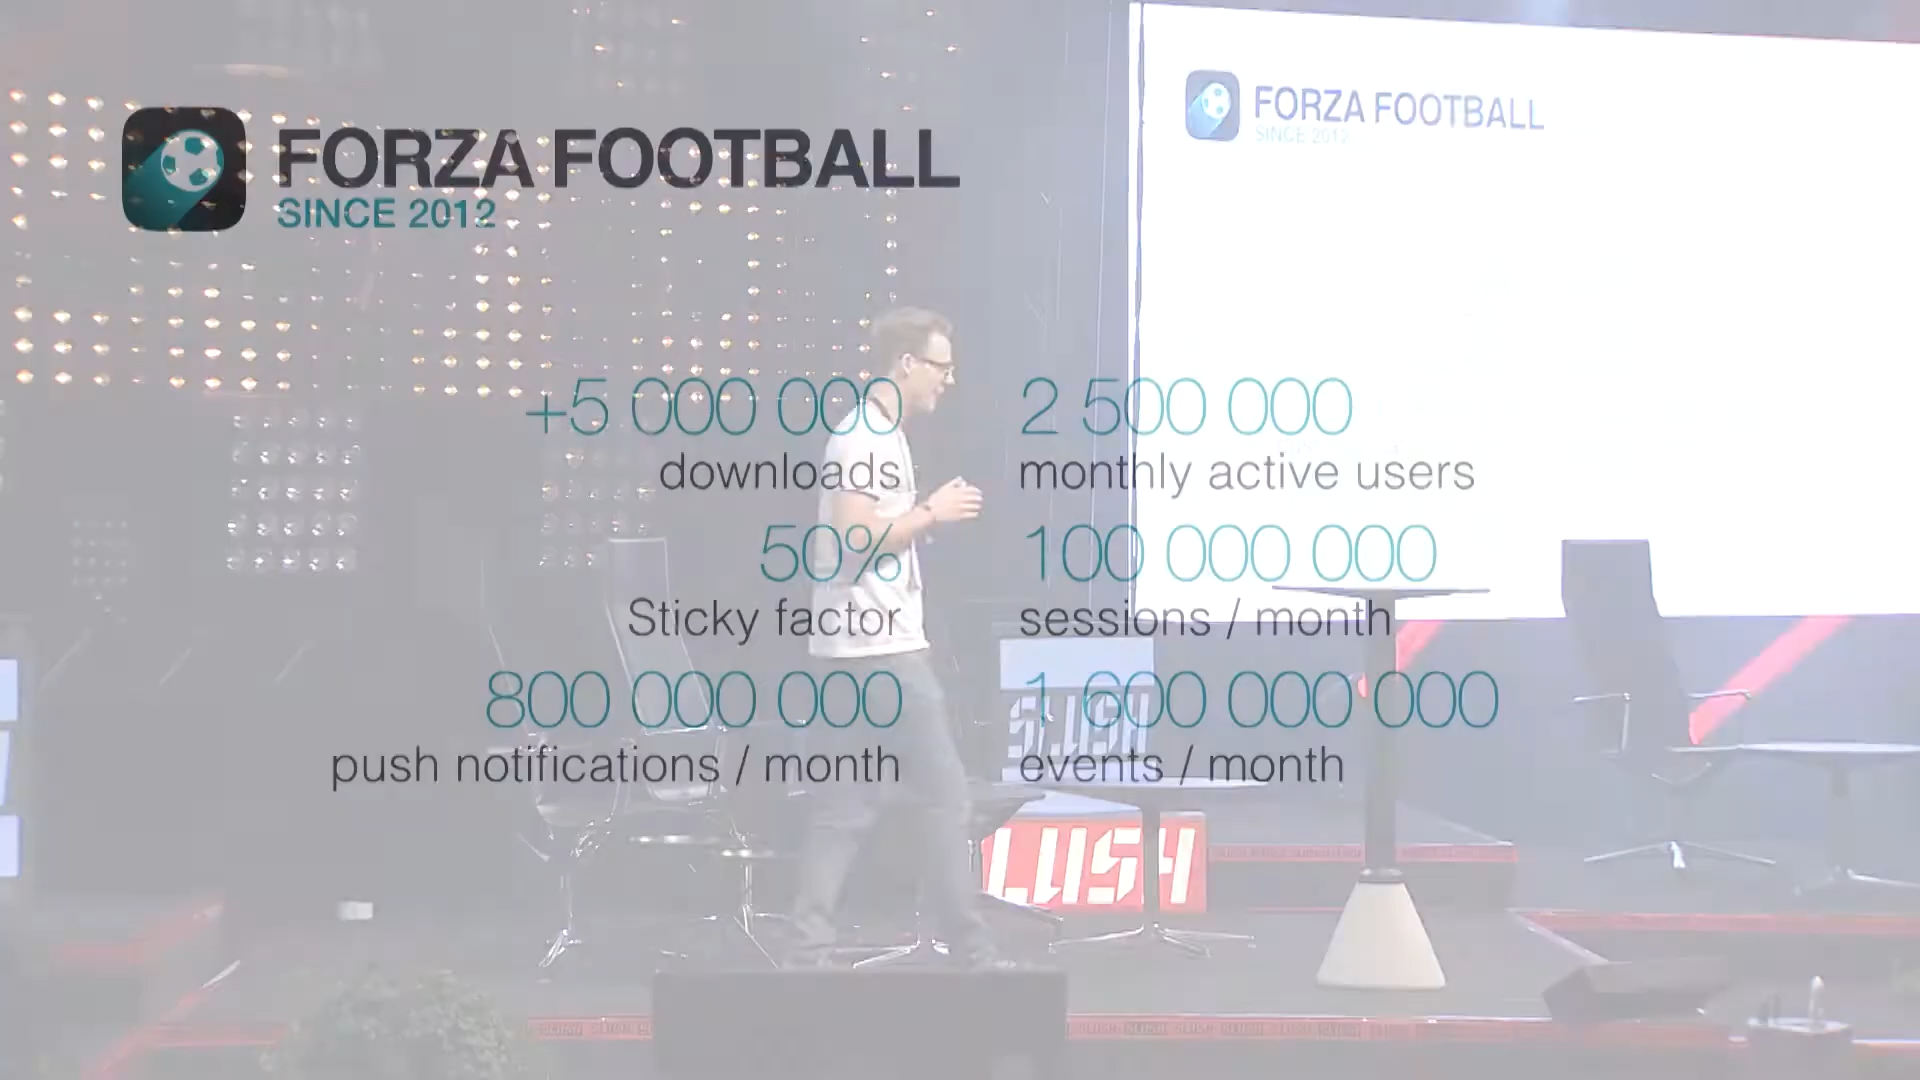 FORZA FOOTBALL
SINCE 2012
FORZA FOOTBALL
SINCE 2012
+5 000 000
downloads
2 500 000
monthly active users
50%
Sticky factor
100 000 000
sessions / month
800 000 000
push notifications / month
1 600 000 000
events / month
SLUSH
LUSH